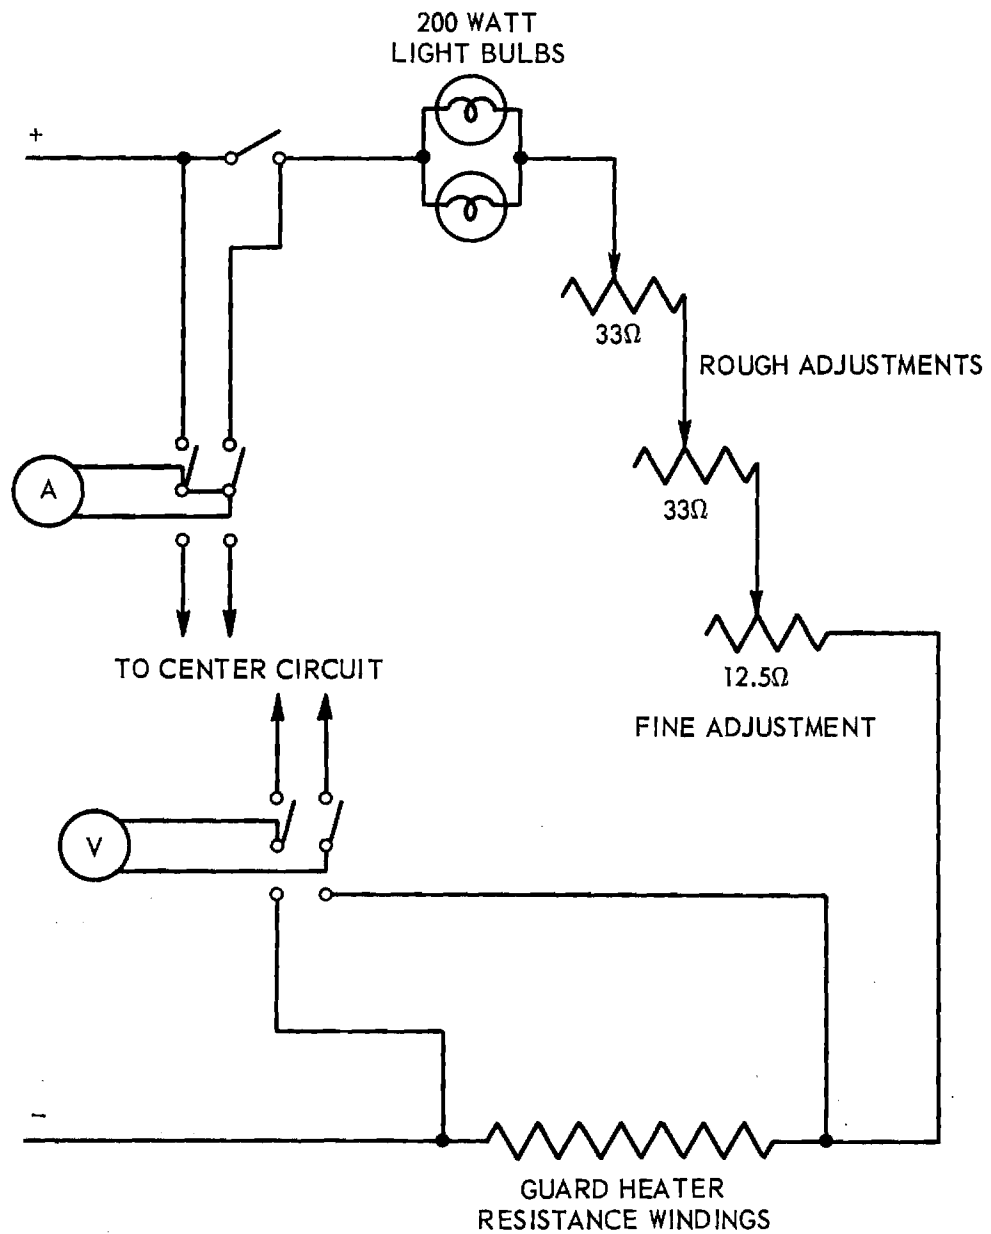 200 WATT
LIGHT BULBS
+
33Ω
ROUGH ADJUSTMENTS
A
33Ω
TO CENTER CIRCUIT
12.5Ω
FINE ADJUSTMENT
V
–
GUARD HEATER
RESISTANCE WINDINGS